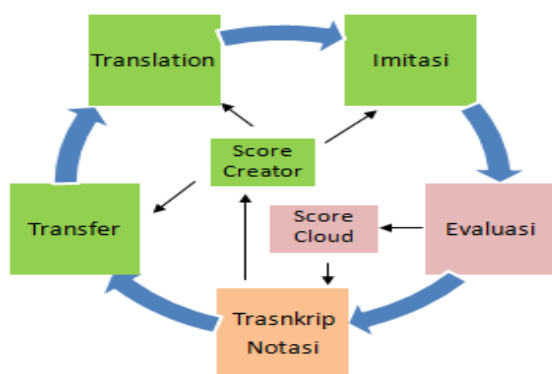 Translation
Imitasi
Score
Creator
Transfer
Score
Cloud
Evaluasi
Trasnkrip
Notasi